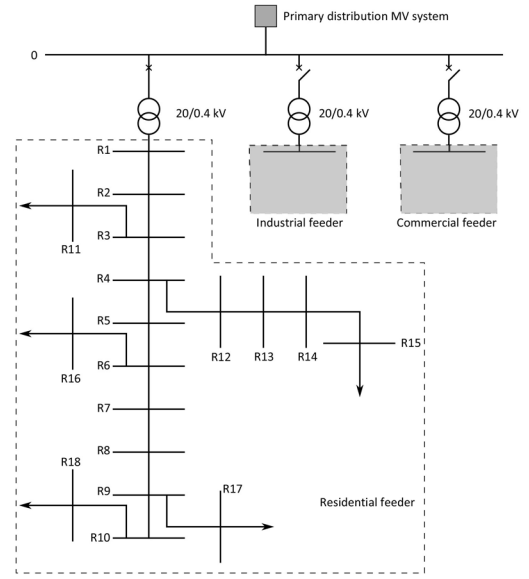 Primary distribution MV system
0
20/0.4 kV
20/0.4 kV
20/0.4 kV
R1
R2
R11
R3
Industrial feeder
Commercial feeder
R4
R5
R12
R13
R14
R15
R16
R6
R7
R8
R18
R9
R17
Residential feeder
R10